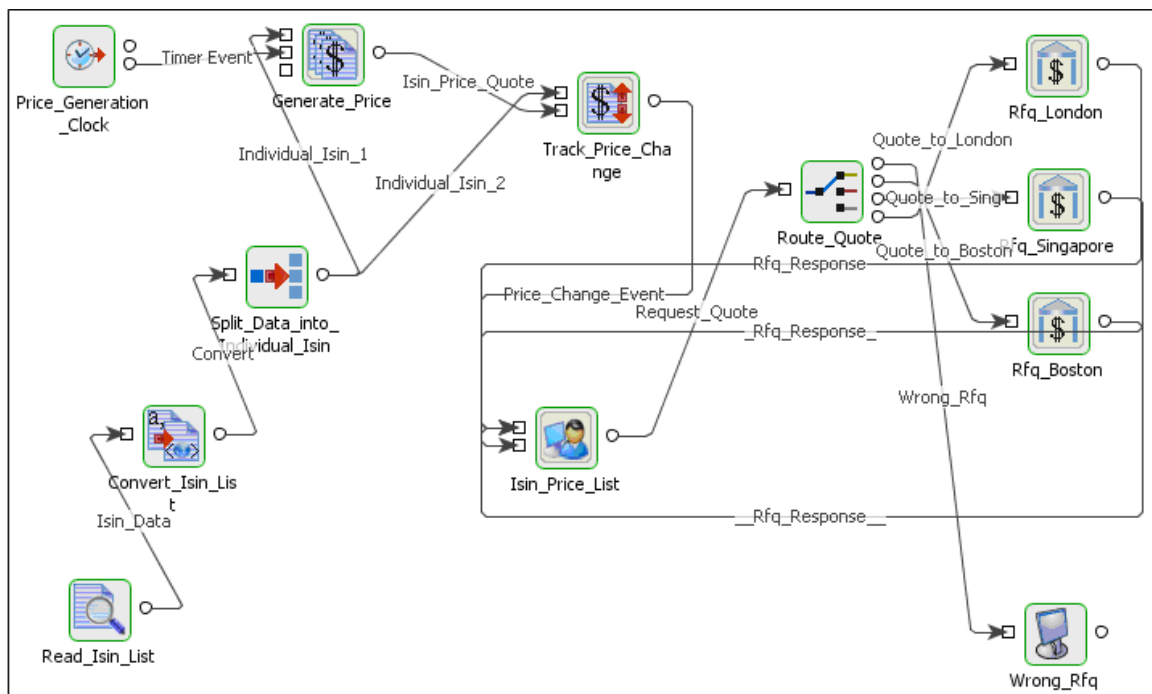 Timer Event
Price_Generation
_Clock
Generate_Price
Isin_Price_Quote
Track_Price_Cha
nge
Individual_Isin_1
Individual_Isin_2
Rfq_London
Quote_to_London
Route_Quote
Quote_to_Sing
Rfq_Singapore
Quote_to_Boston
Rfq_Response
Price_Change_Event
Request_Quote
_Rfq_Response_
Rfq_Boston
Split_Data_into_
Individual_Isin
Convert
Wrong_Rfq
a,
Convert_Isin_Lis
t
Isin_Price_List
Isin_Data
__Rfq_Response__
Read_Isin_List
Wrong_Rfq